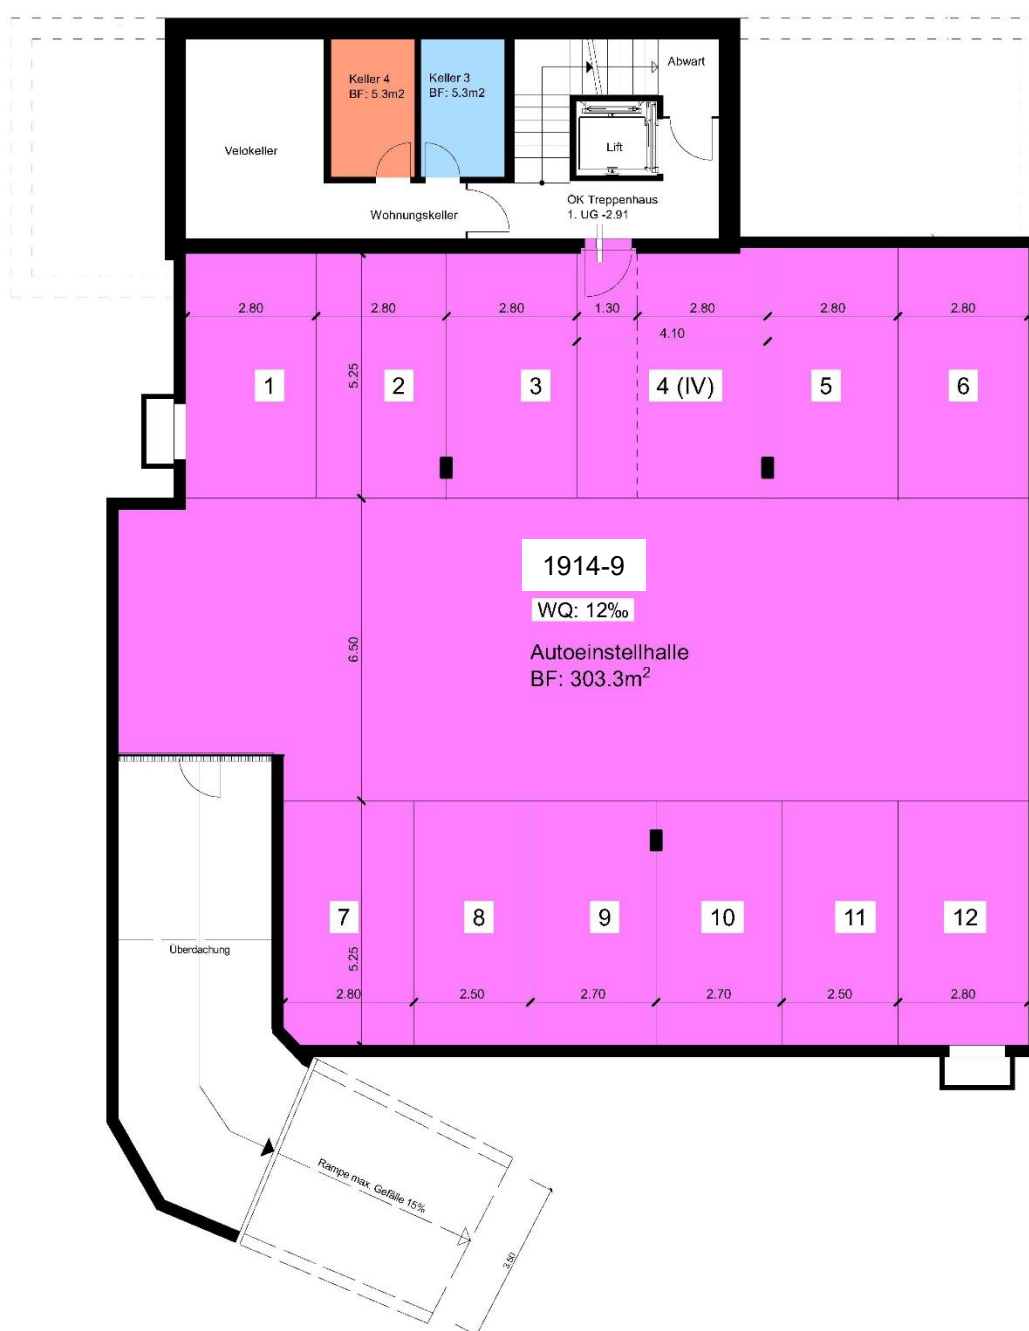 Keller 4
BF: 5.3m2
Keller 3
BF: 5.3m2
Abwart
Velokeller
Lift
Wohnungskeller
OK Treppenhaus
1. UG -2.91
2.80
2.80
2.80
1.30
2.80
2.80
2.80
4.10
5.25
1
2
3
4 (IV)
5
6
1914-9
WQ: 12‰
Autoeinstellhalle
BF: 303.3m²
6.50
7
8
9
10
11
12
Überdachung
5.25
2.80
2.50
2.70
2.70
2.50
2.80
Rampe max. Gefälle 15%
3.50